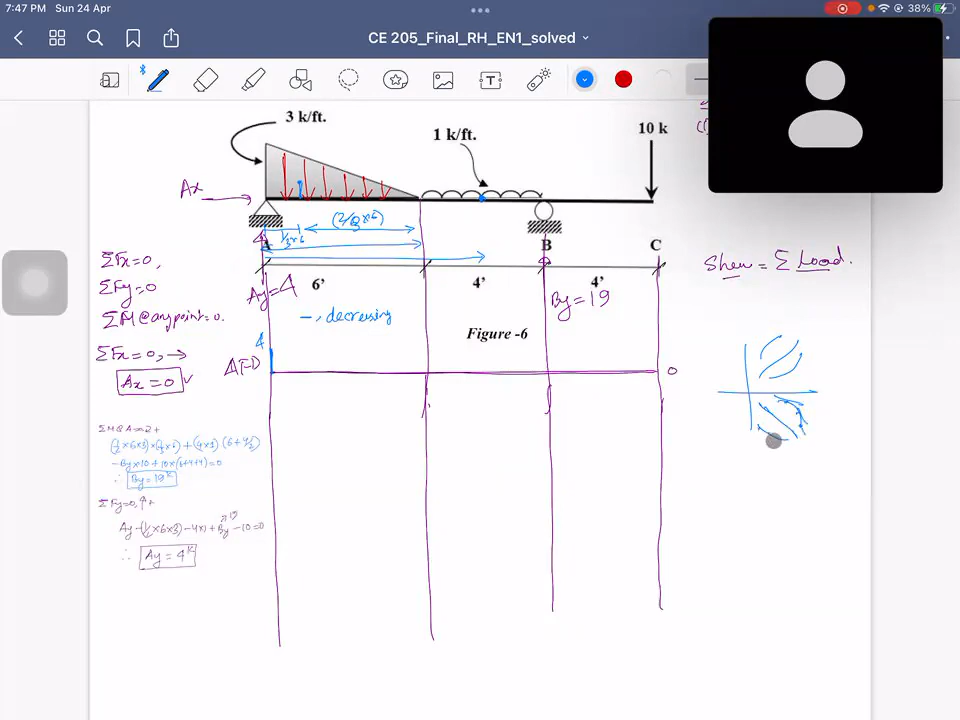 7:47 PM Sun 24 Apr
38%
CE 205_Final_RH_EN1_solved
T
3 k/ft.
1 k/ft.
10 k
Ax
(2/3 × 6)
1/3×6
A
B
C
ΣFx=0,
ΣFy=0
ΣM@any point=0.
Ay=4
6'
4'
4'
By=19
Shear = Σ Load.
-, decreasing
Figure -6
ΣFx=0, →
Ax=0
4
0
ΣM@A=0 +
(½×6×3)×(⅓×6)+(4×1)(6+4/2)
-By×10+10×(6+4+4)=0
∴ By=19k
ΣFy=0, ↑+
19
Ay-(½×6×3)-4×1+By-10=0
∴ Ay=4k